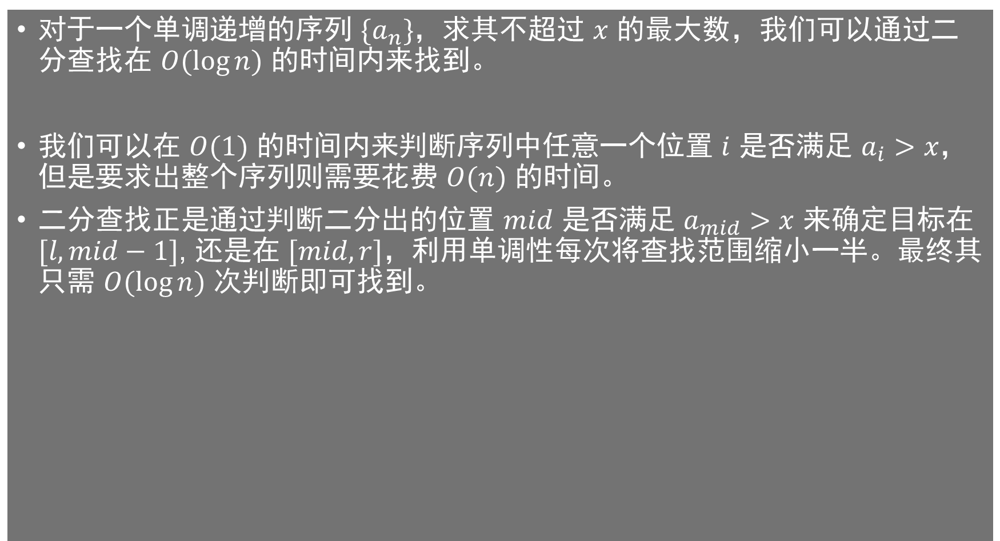 • 对于一个单调递增的序列 {aₙ}，求其不超过 x 的最大数，我们可以通过二
分查找在 O(log n) 的时间内来找到。
• 我们可以在 O(1) 的时间内来判断序列中任意一个位置 i 是否满足 aᵢ > x，
但是要求出整个序列则需要花费 O(n) 的时间。
• 二分查找正是通过判断二分出的位置 mid 是否满足 a_mid > x 来确定目标在
[l, mid − 1], 还是在 [mid, r]，利用单调性每次将查找范围缩小一半。最终其
只需 O(log n) 次判断即可找到。